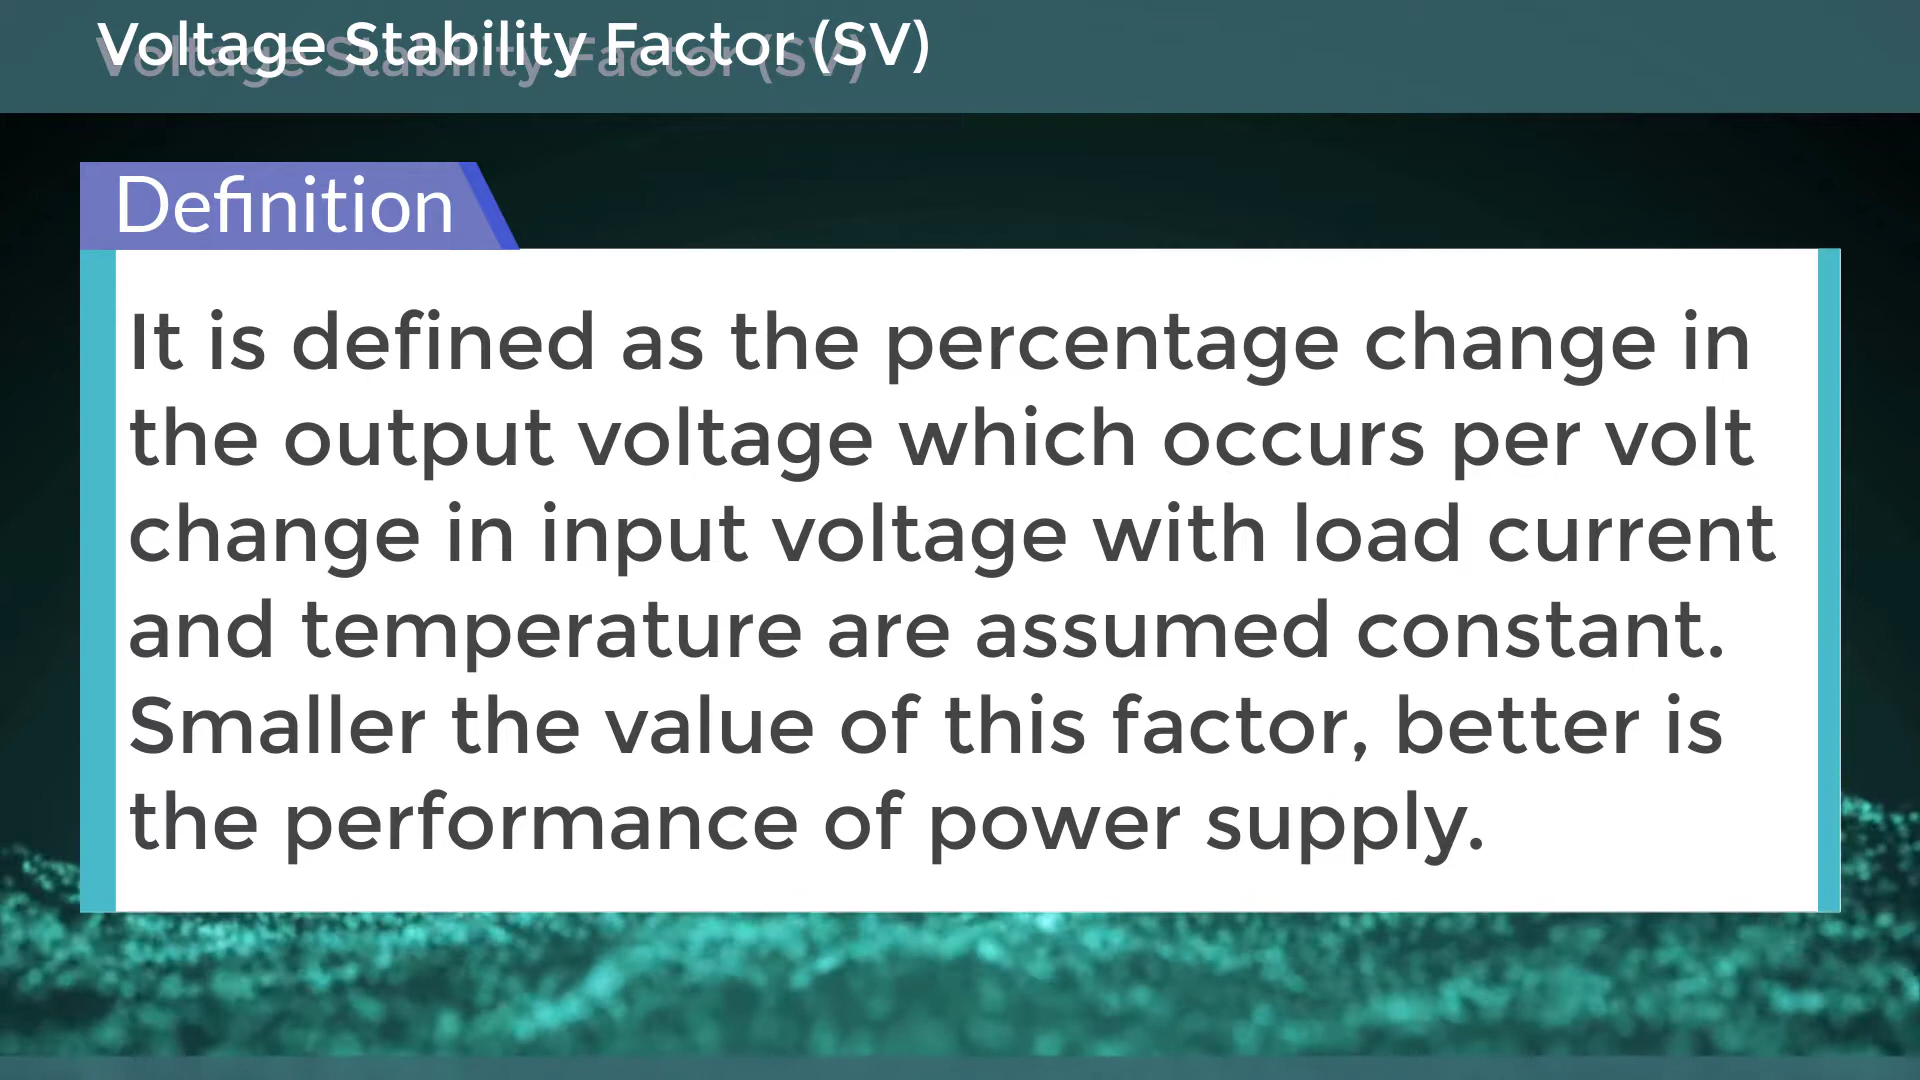 Voltage Stability Factor (SV)
Definition
It is defined as the percentage change in
the output voltage which occurs per volt
change in input voltage with load current
and temperature are assumed constant.
Smaller the value of this factor, better is
the performance of power supply.